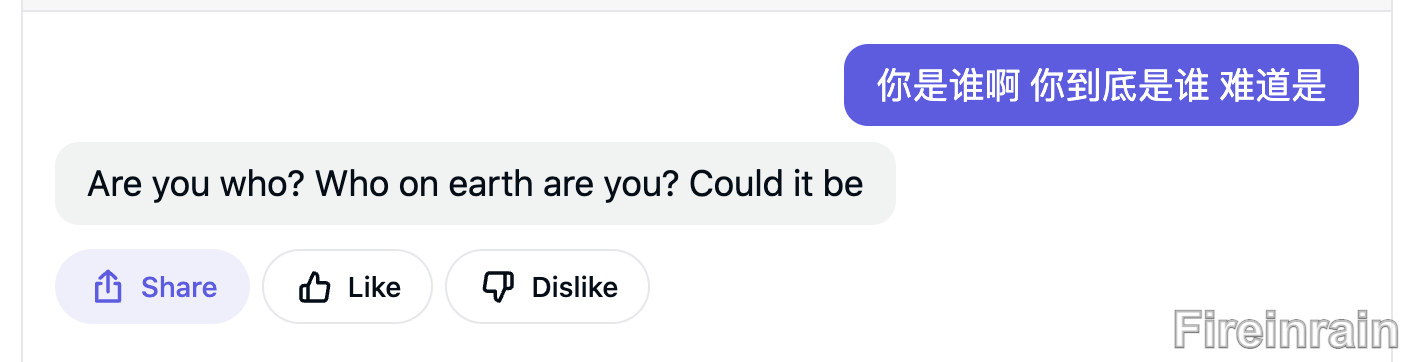 你是谁啊 你到底是谁 难道是
Are you who? Who on earth are you? Could it be
Share Like Dislike
Fireinrain